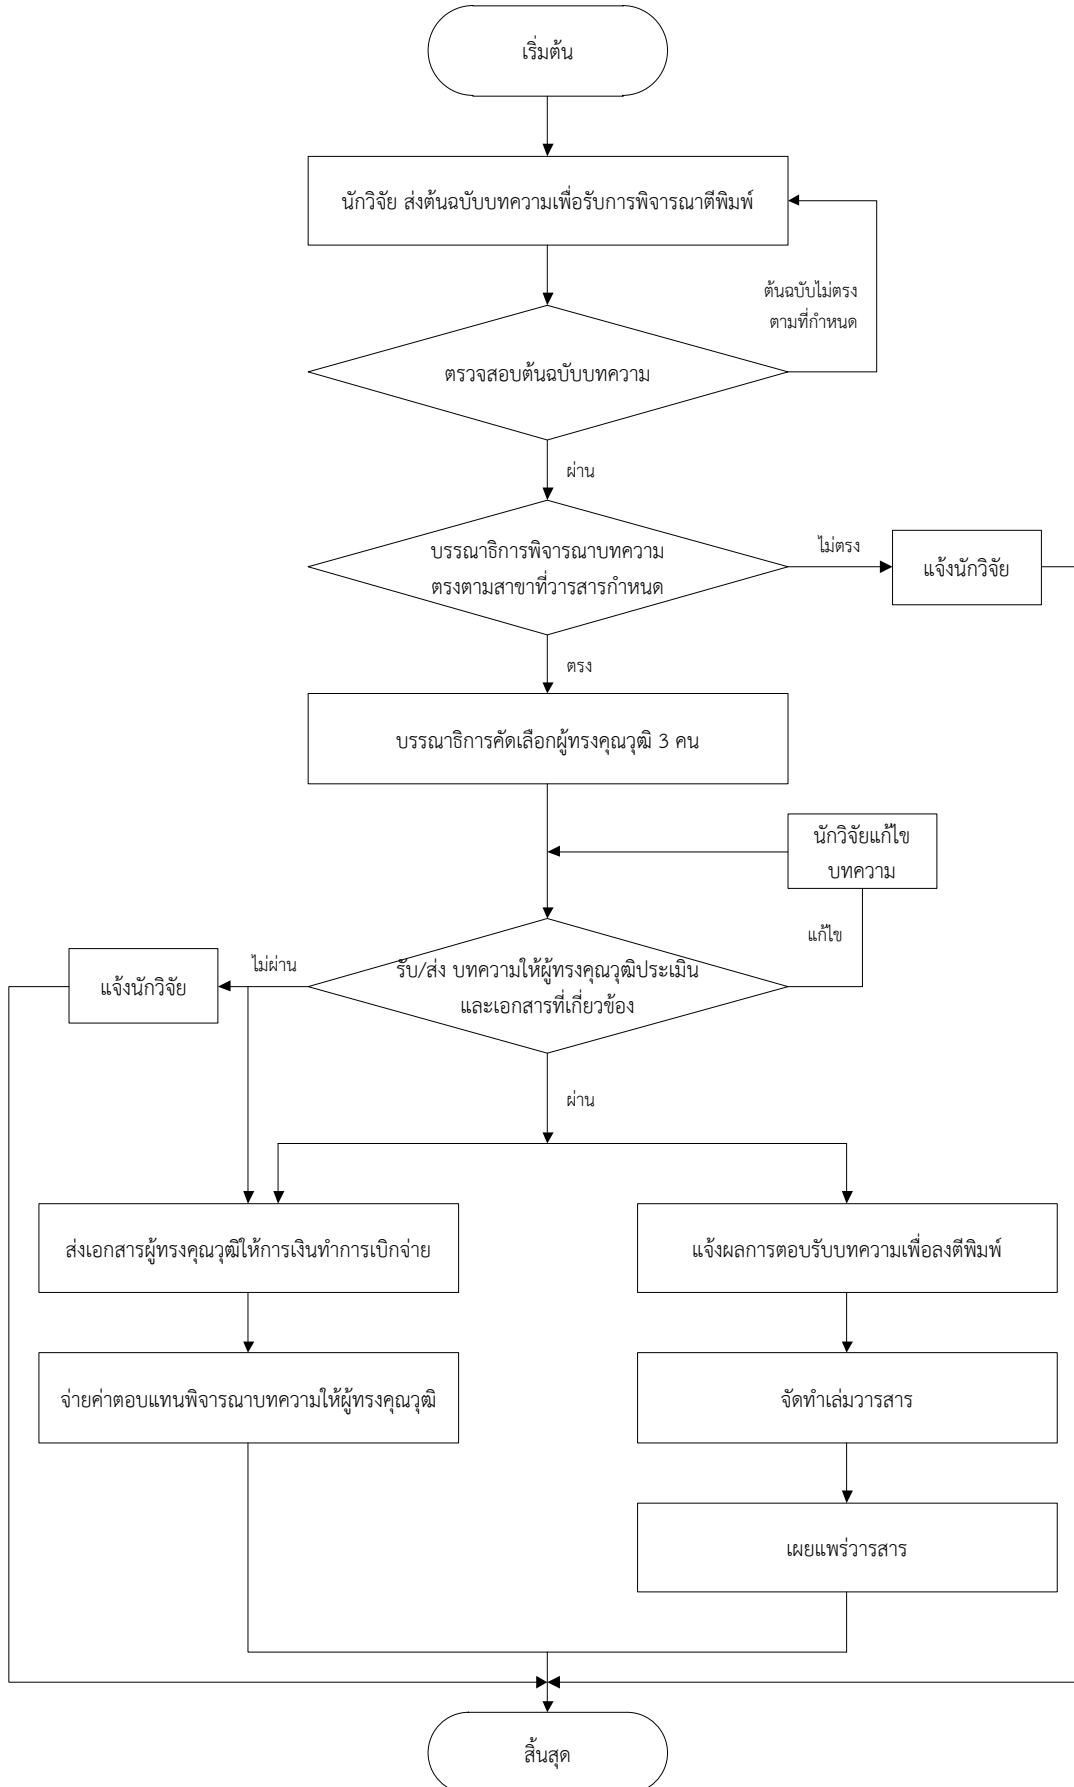 เริ่มต้น
นักวิจัย ส่งต้นฉบับบทความเพื่อรับการพิจารณาตีพิมพ์
ต้นฉบับไม่ตรง
ตามที่กำหนด
ตรวจสอบต้นฉบับบทความ
ผ่าน
บรรณาธิการพิจารณาบทความ
ตรงตามสาขาที่วารสารกำหนด
ไม่ตรง
แจ้งนักวิจัย
ตรง
บรรณาธิการคัดเลือกผู้ทรงคุณวุฒิ 3 คน
นักวิจัยแก้ไข
บทความ
แก้ไข
รับ/ส่ง บทความให้ผู้ทรงคุณวุฒิประเมิน
และเอกสารที่เกี่ยวข้อง
ไม่ผ่าน
แจ้งนักวิจัย
ผ่าน
ส่งเอกสารผู้ทรงคุณวุฒิให้การเงินทำการเบิกจ่าย
แจ้งผลการตอบรับบทความเพื่อลงตีพิมพ์
จ่ายค่าตอบแทนพิจารณาบทความให้ผู้ทรงคุณวุฒิ
จัดทำเล่มวารสาร
เผยแพร่วารสาร
สิ้นสุด